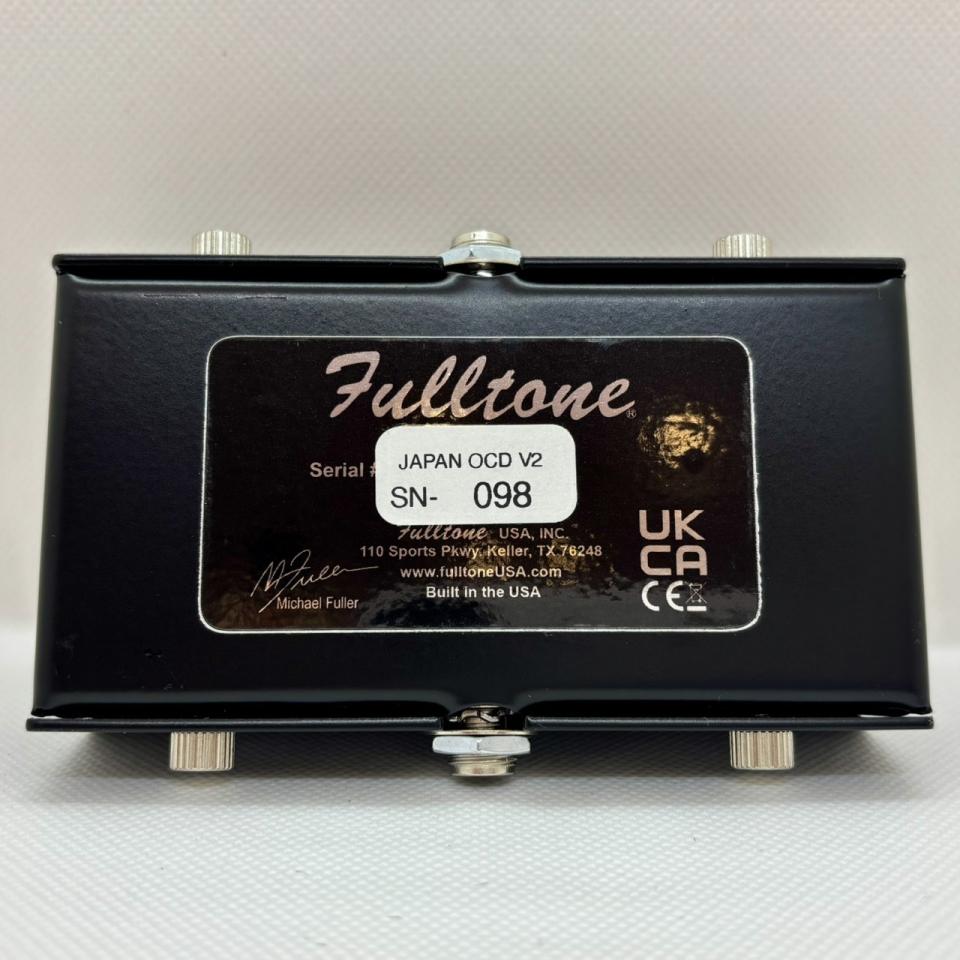 Fulltone®
Serial #
JAPAN OCD V2
SN- 098
Fulltone USA, INC.
110 Sports Pkwy. Keller, TX 76248
www.fulltoneUSA.com
Built in the USA
M Fuller
Michael Fuller
UK
CA
CE